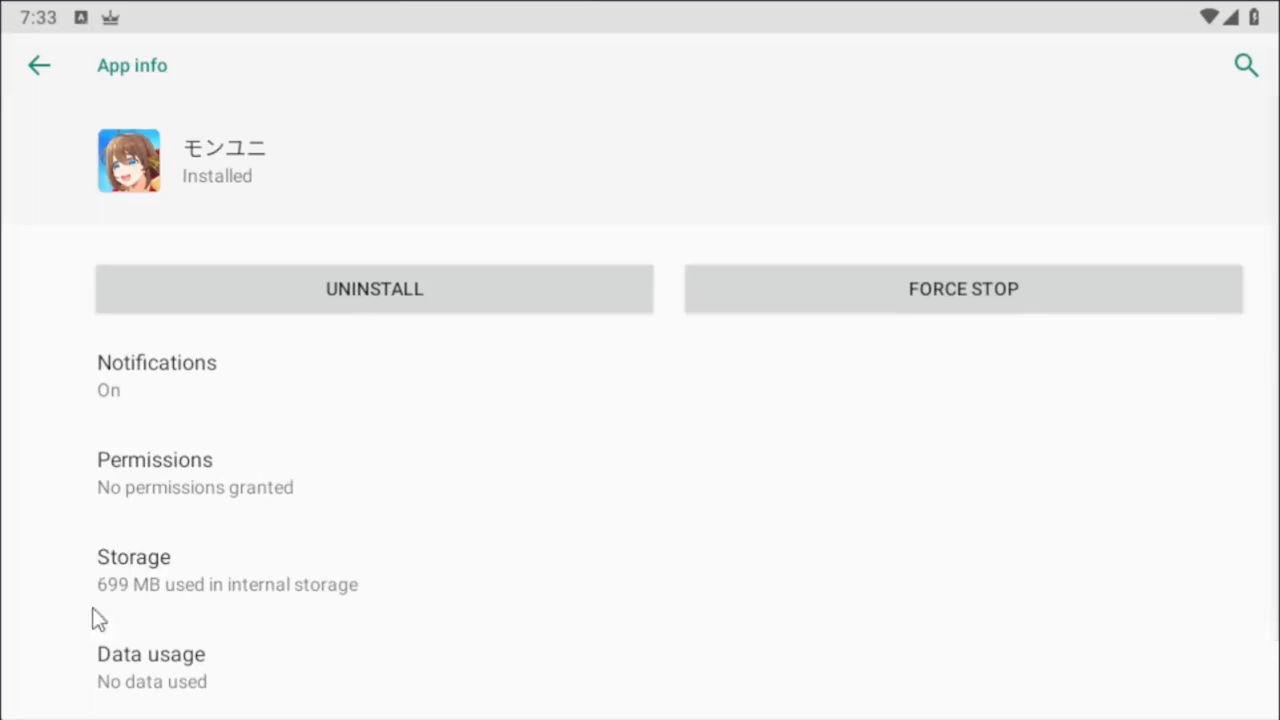 7:33
App info
モンユニ
Installed
UNINSTALL
FORCE STOP
Notifications
On
Permissions
No permissions granted
Storage
699 MB used in internal storage
Data usage
No data used